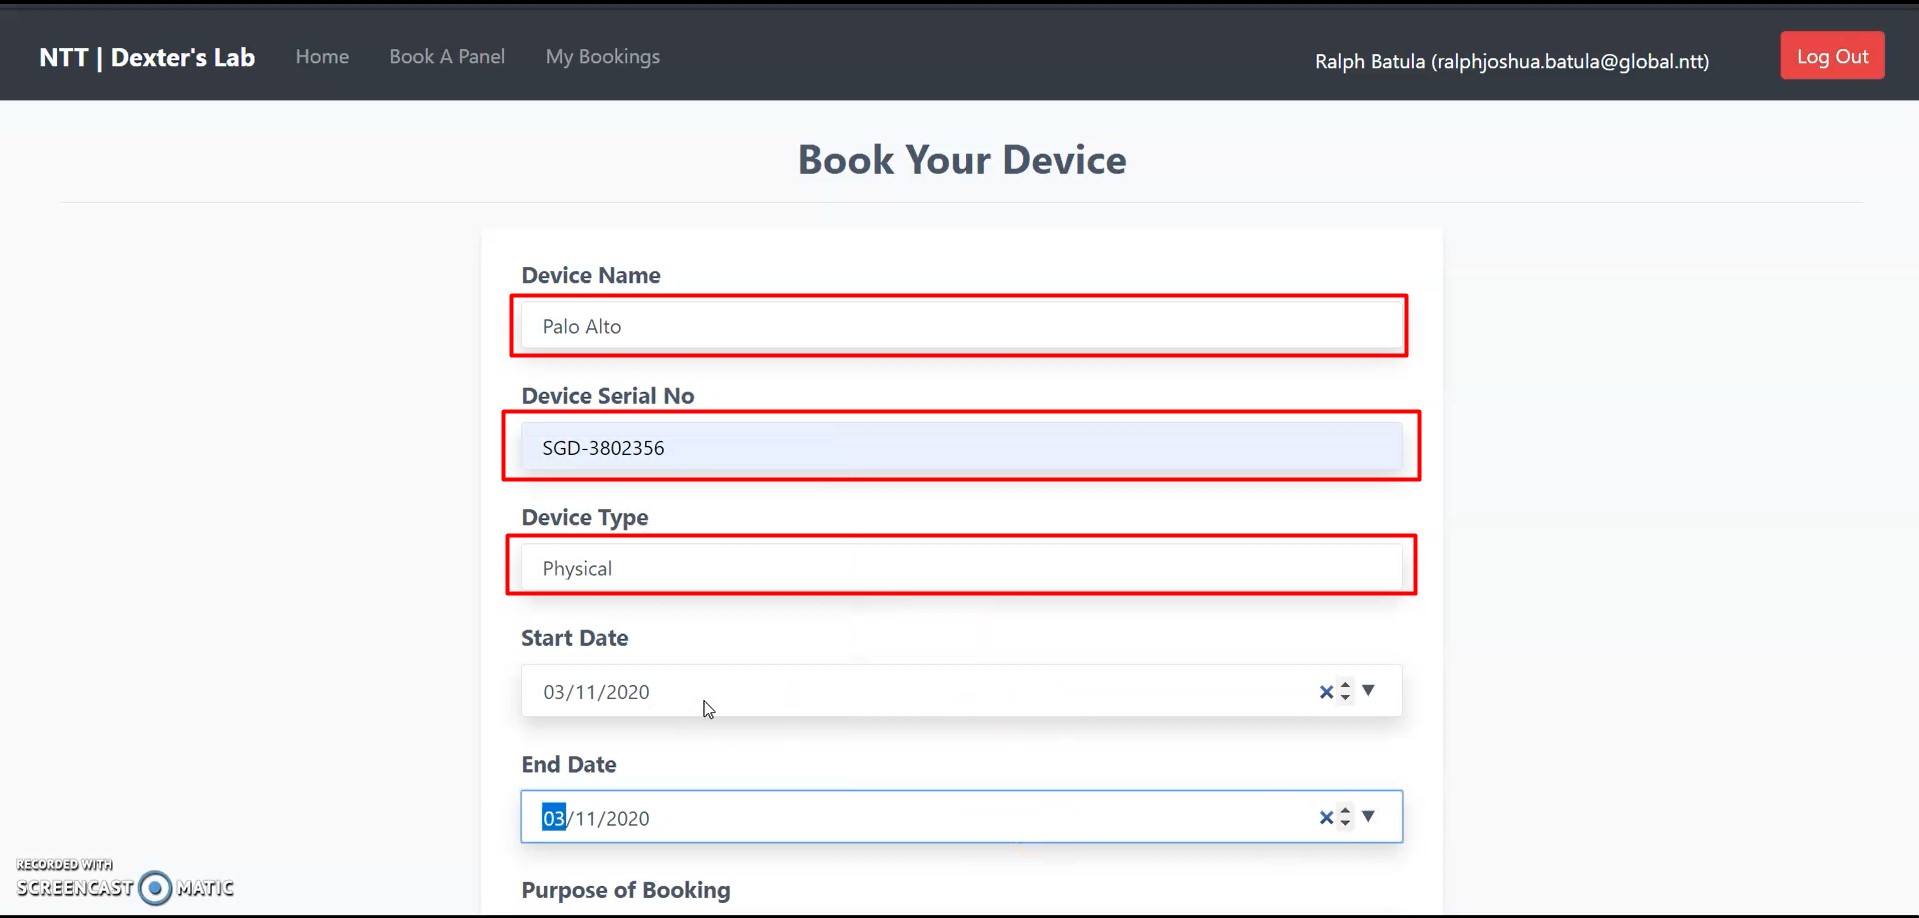 NTT | Dexter's Lab Home Book A Panel My Bookings Ralph Batula (ralphjoshua.batula@global.ntt) Log Out
Book Your Device
Device Name
Palo Alto
Device Serial No
SGD-3802356
Device Type
Physical
Start Date
03/11/2020
End Date
03/11/2020
Purpose of Booking
RECORDED WITH
SCREENCAST MATIC